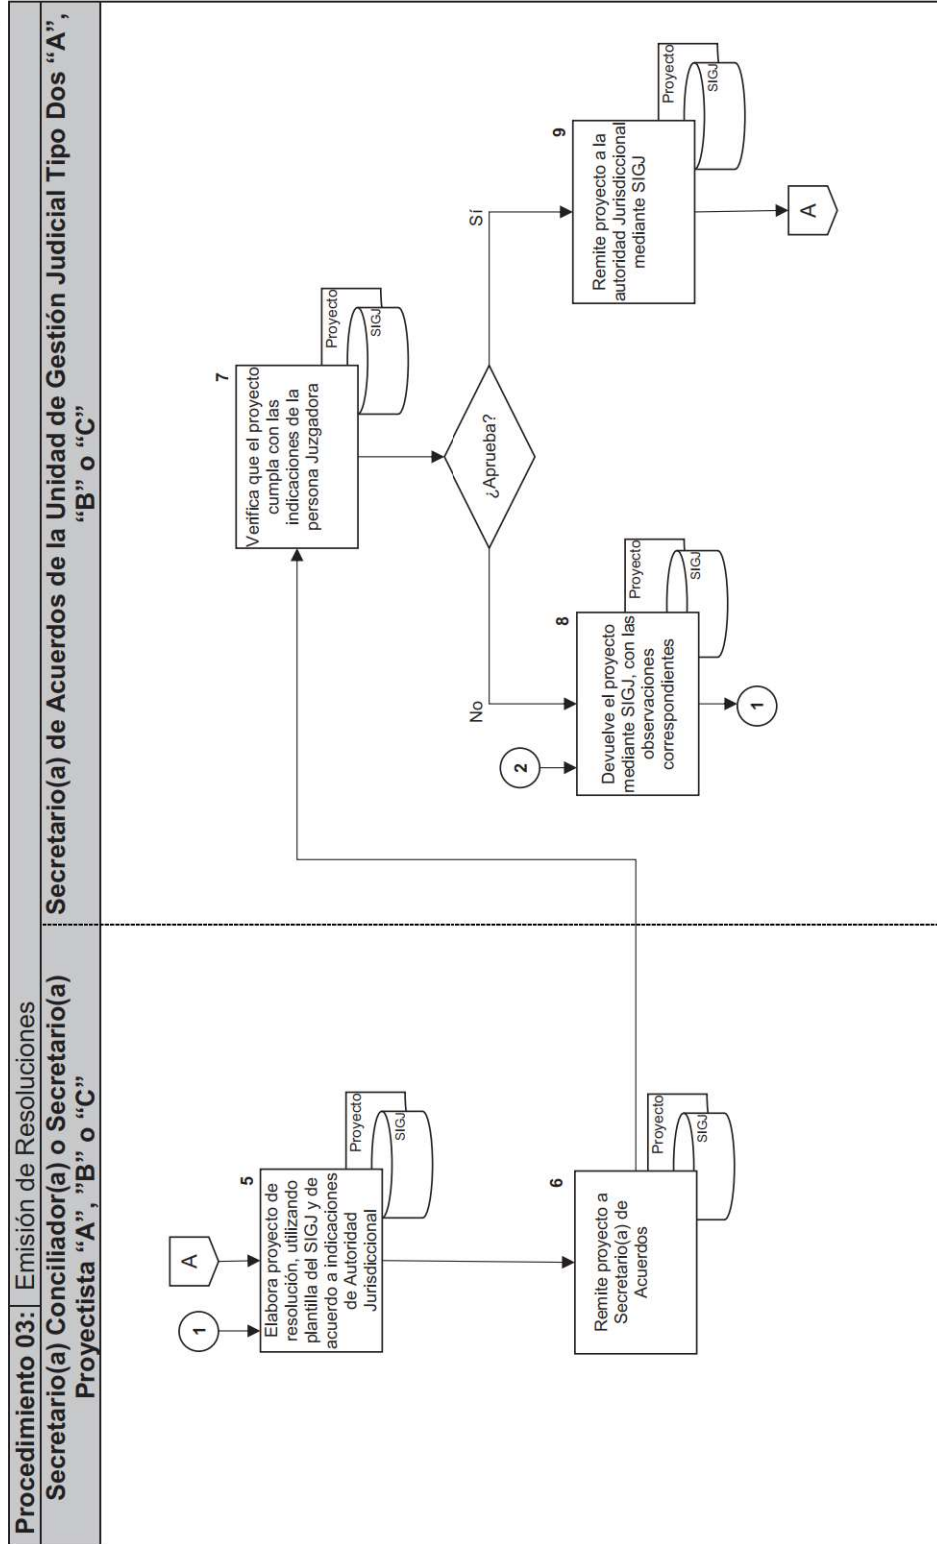 Procedimiento 03: Emisión de Resoluciones
Secretario(a) Conciliador(a) o Secretario(a)
Proyectista “A”, ”B” o “C”
Secretario(a) de Acuerdos de la Unidad de Gestión Judicial Tipo Dos “A”,
“B” o “C”
1
A
5
Elabora proyecto de
resolución, utilizando
plantilla del SIGJ y de
acuerdo a indicaciones
de Autoridad
Jurisdiccional
Proyecto
SIGJ
6
Remite proyecto a
Secretario(a) de
Acuerdos
Proyecto
SIGJ
7
Verifica que el proyecto
cumpla con las
indicaciones de la
persona Juzgadora
Proyecto
SIGJ
¿Aprueba?
No
Sí
2
8
Devuelve el proyecto
mediante SIGJ, con las
observaciones
correspondientes
Proyecto
SIGJ
1
9
Remite proyecto a la
autoridad Jurisdiccional
mediante SIGJ
Proyecto
SIGJ
A